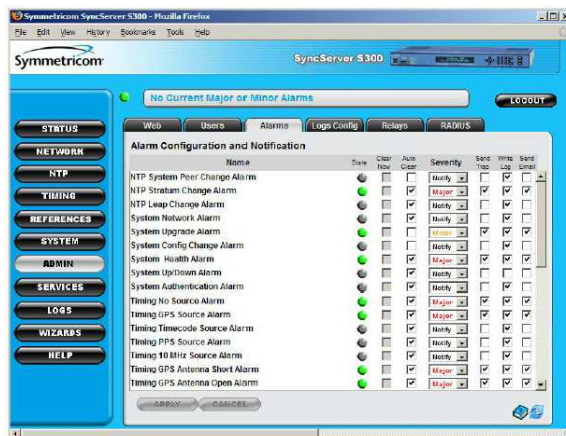 Symmetricom SyncServer S300 - Mozilla Firefox
File Edit View History Bookmarks Tools Help
Symmetricom
SyncServer S300
No Current Major or Minor Alarms
LOGOUT
STATUS
NETWORK
NTP
TIMING
REFERENCES
SYSTEM
ADMIN
SERVICES
LOGS
WIZARDS
HELP
Web Users Alarms Logs Config Relays RADIUS
Alarm Configuration and Notification
Name State Clear Now Auto Clear Severity Send Trap Write Log Send Email
NTP System Peer Change Alarm Notify
NTP Stratum Change Alarm Major
NTP Leap Change Alarm Notify
System Network Alarm Notify
System Upgrade Alarm Minor
System Config Change Alarm Notify
System Health Alarm Major
System Up/Down Alarm Notify
System Authentication Alarm Notify
Timing No Source Alarm Major
Timing GPS Source Alarm Major
Timing Timecode Source Alarm Notify
Timing PPS Source Alarm Notify
Timing 10 MHz Source Alarm Notify
Timing GPS Antenna Short Alarm Major
Timing GPS Antenna Open Alarm Major
APPLY CANCEL